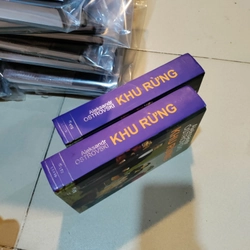 Aleksandr
OSTROVSKI
KHU RỪNG
Aleksandr
OSTROVSKI
KHU RỪNG